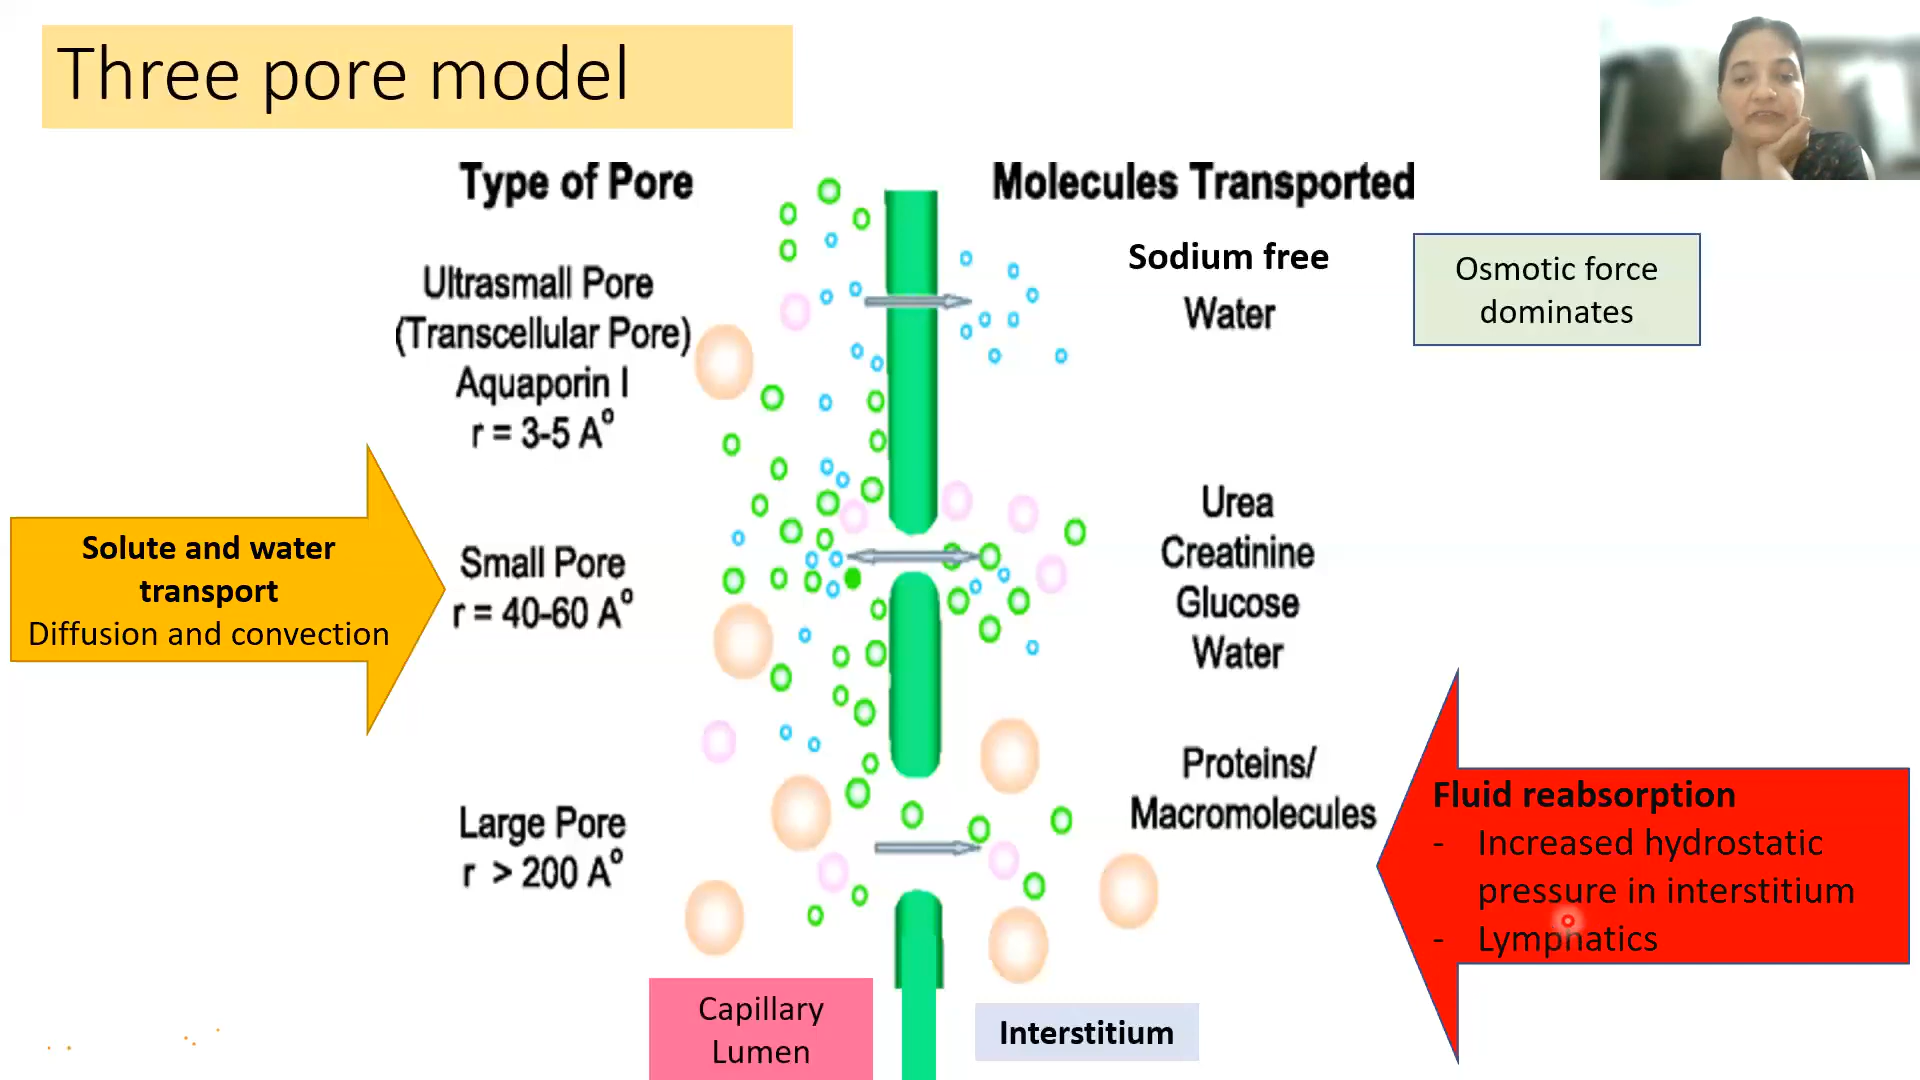 Three pore model
Type of Pore
Molecules Transported
Ultrasmall Pore
(Transcellular Pore)
Aquaporin I
r = 3-5 A°
Sodium free
Water
Osmotic force
dominates
Solute and water
transport
Diffusion and convection
Small Pore
r = 40-60 A°
Urea
Creatinine
Glucose
Water
Large Pore
r > 200 A°
Proteins/
Macromolecules
Fluid reabsorption
- Increased hydrostatic
pressure in interstitium
- Lymphatics
Capillary
Lumen
Interstitium